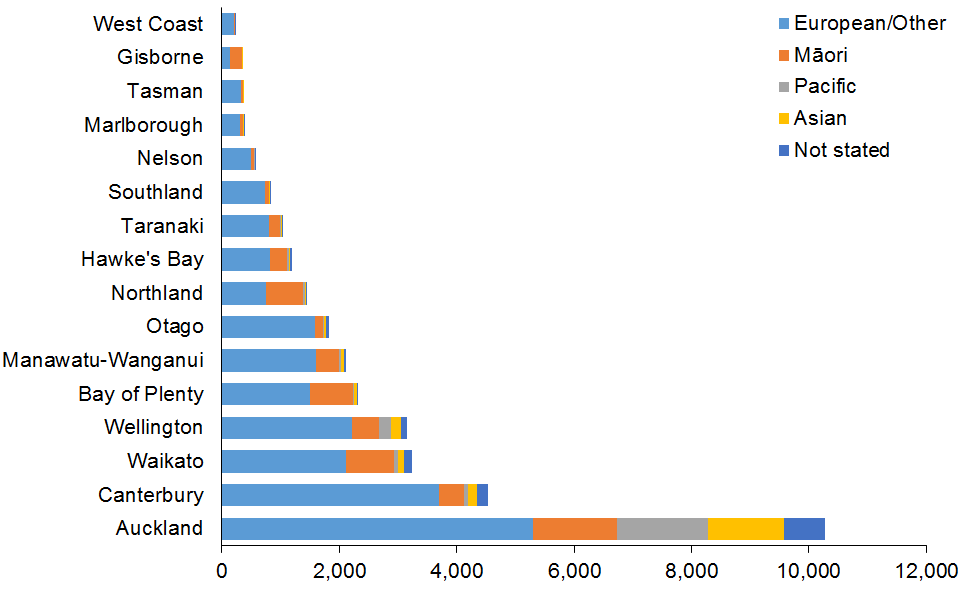 West Coast
Gisborne
Tasman
Marlborough
Nelson
Southland
Taranaki
Hawke's Bay
Northland
Otago
Manawatu-Wanganui
Bay of Plenty
Wellington
Waikato
Canterbury
Auckland
0 2,000 4,000 6,000 8,000 10,000 12,000
European/Other
Māori
Pacific
Asian
Not stated